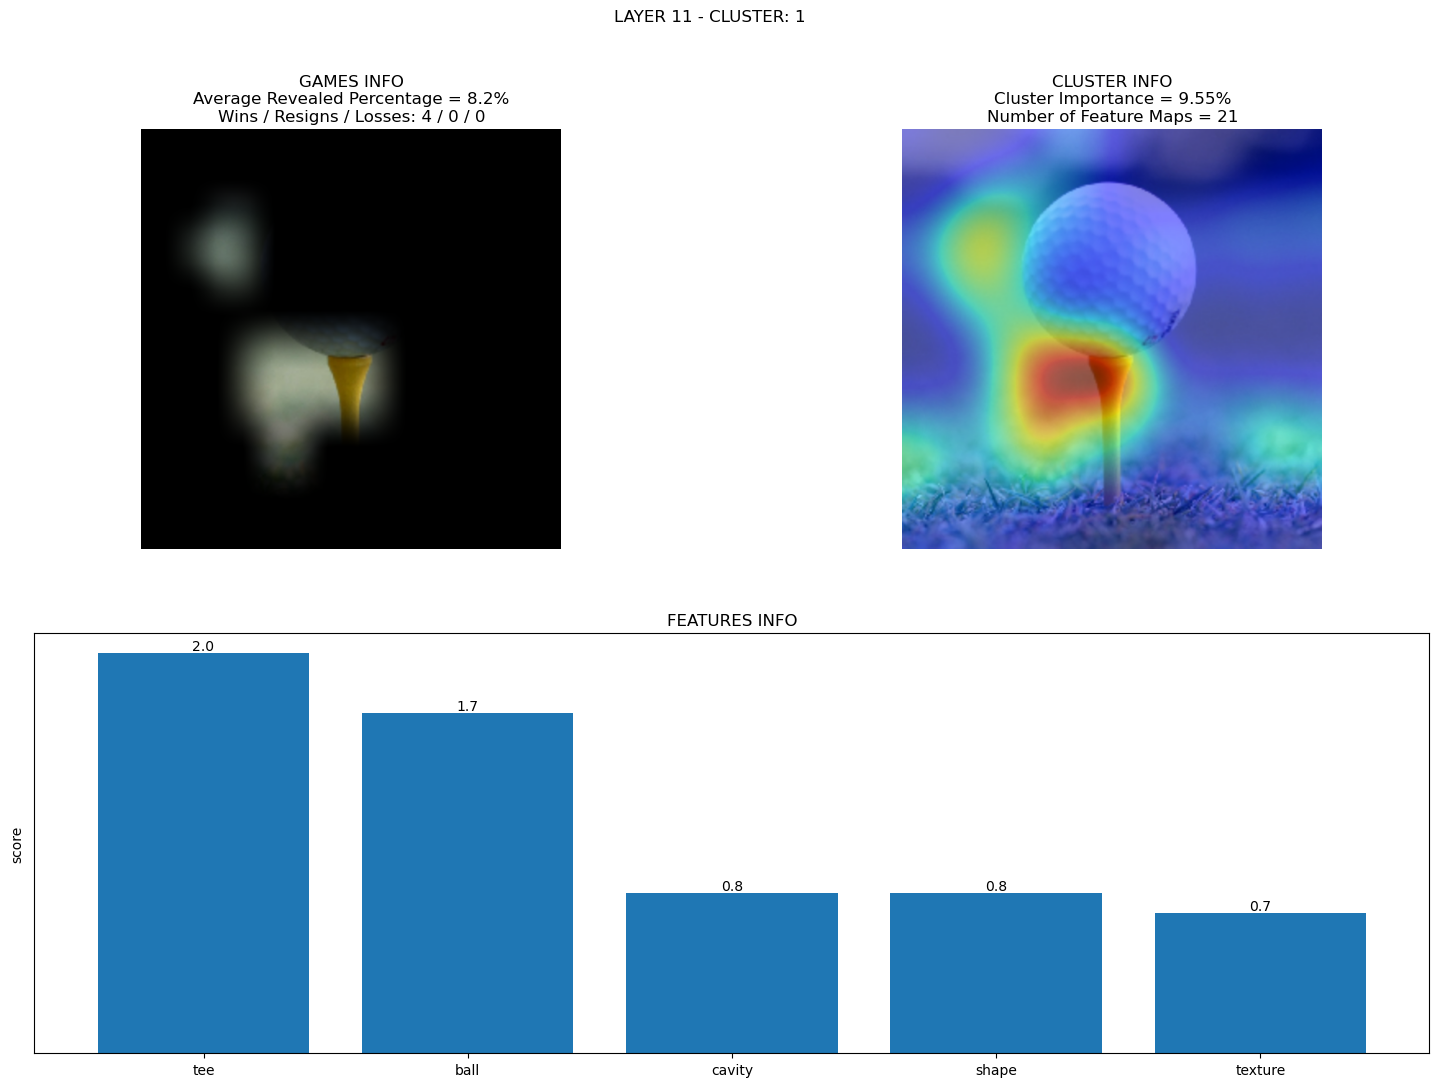 LAYER 11 - CLUSTER: 1
GAMES INFO
Average Revealed Percentage = 8.2%
Wins / Resigns / Losses: 4 / 0 / 0
CLUSTER INFO
Cluster Importance = 9.55%
Number of Feature Maps = 21
FEATURES INFO
score
2.0
1.7
0.8
0.8
0.7
tee
ball
cavity
shape
texture